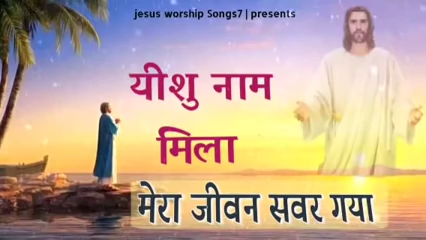 jesus worship Songs7 | presents
यीशु नाम
मिला
मेरा जीवन सवर गया